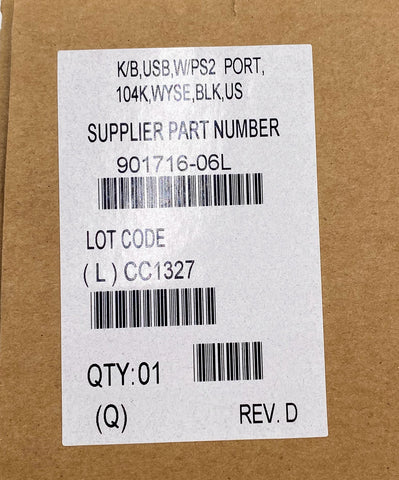 K/B,USB,W/PS2 PORT,
104K,WYSE,BLK,US
SUPPLIER PART NUMBER
901716-06L
LOT CODE
( L ) CC1327
QTY:01
(Q) REV. D